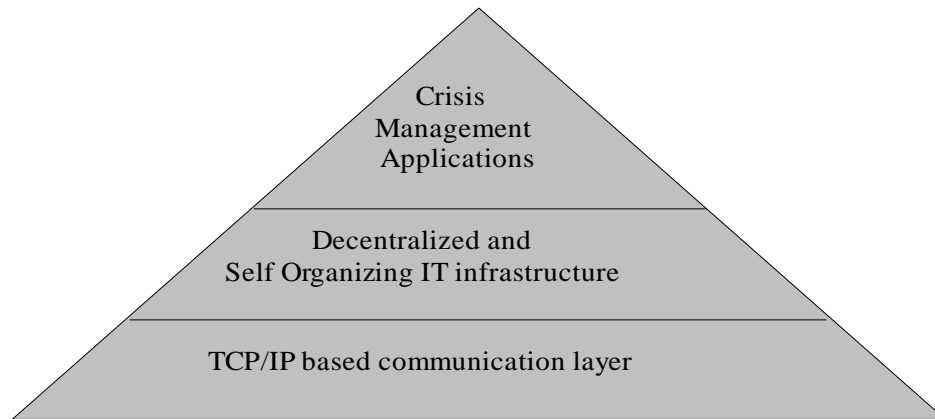 Crisis
Management
Applications
Decentralized and
Self Organizing IT infrastructure
TCP/IP based communication layer